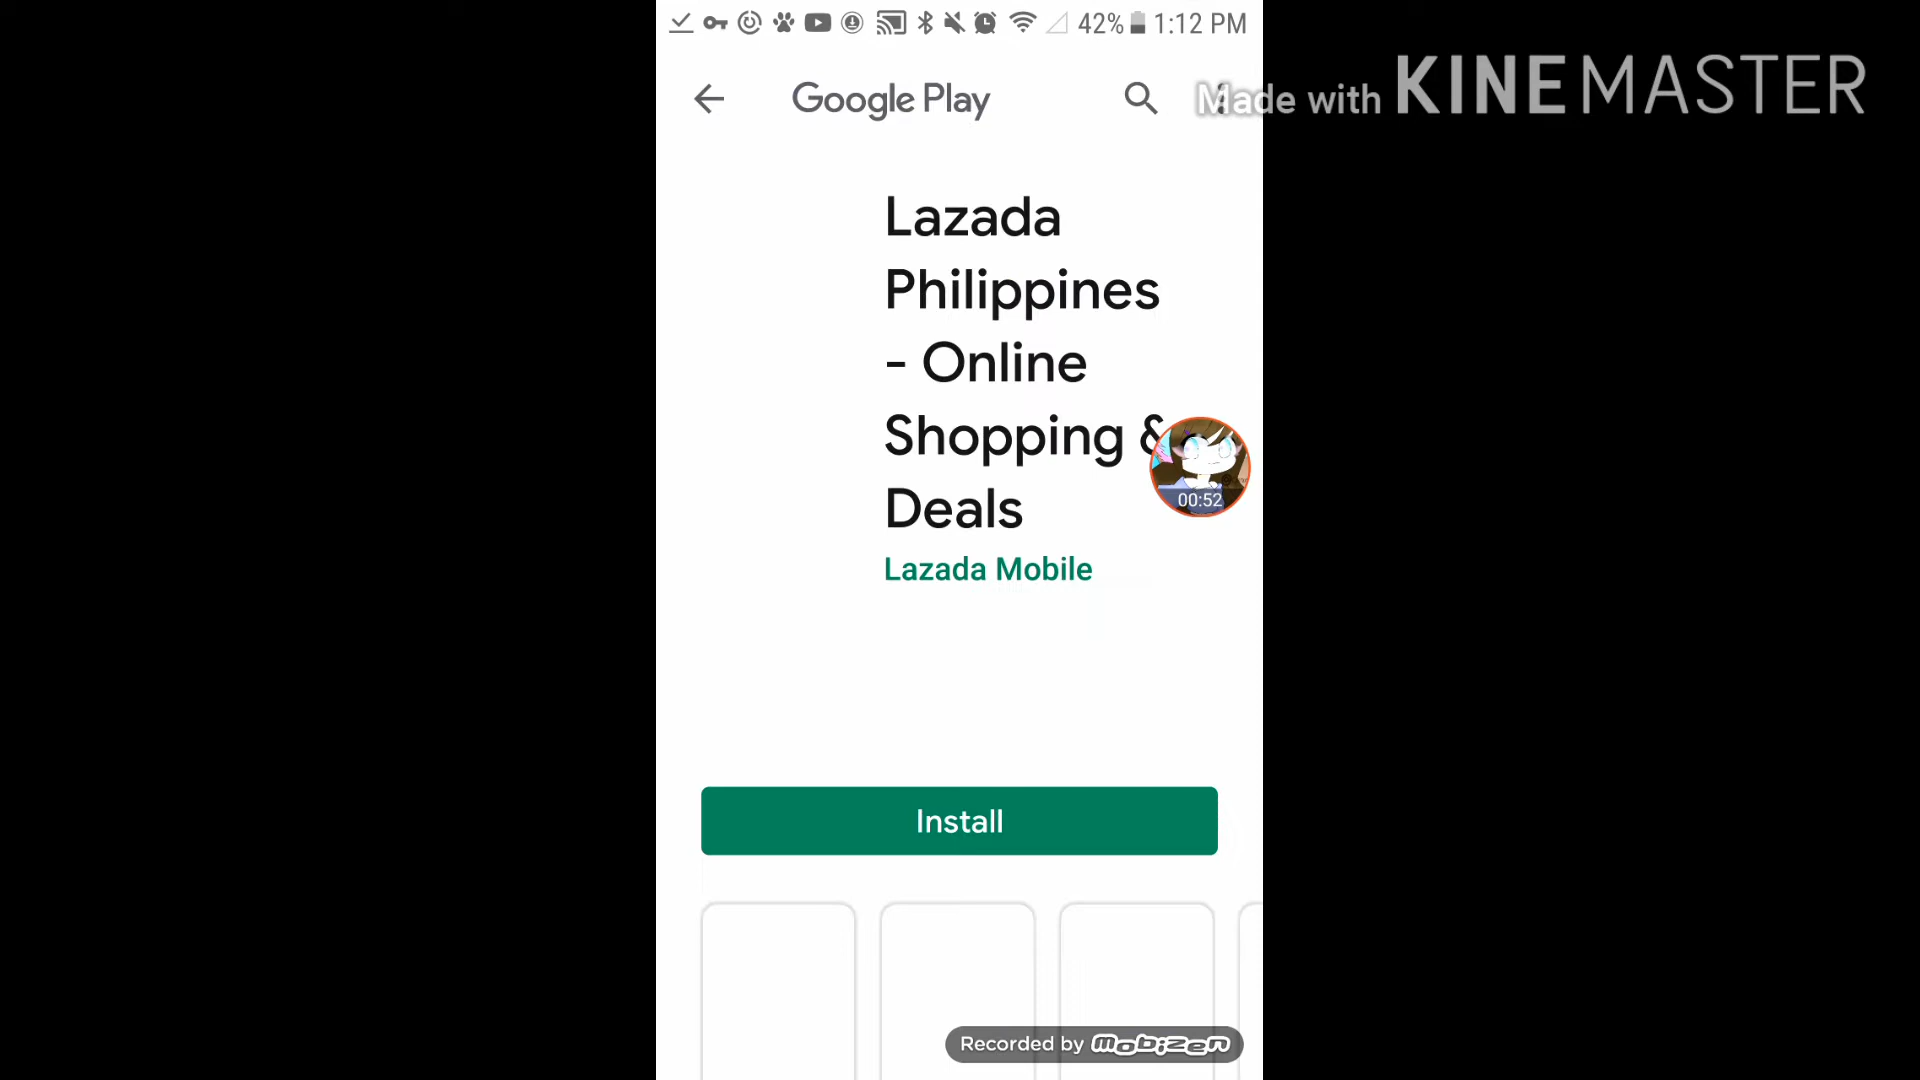 42% 1:12 PM
Google Play
Made with KINEMASTER
Lazada
Philippines
- Online
Shopping &
Deals
00:52
Lazada Mobile
Install
Recorded by mobizen